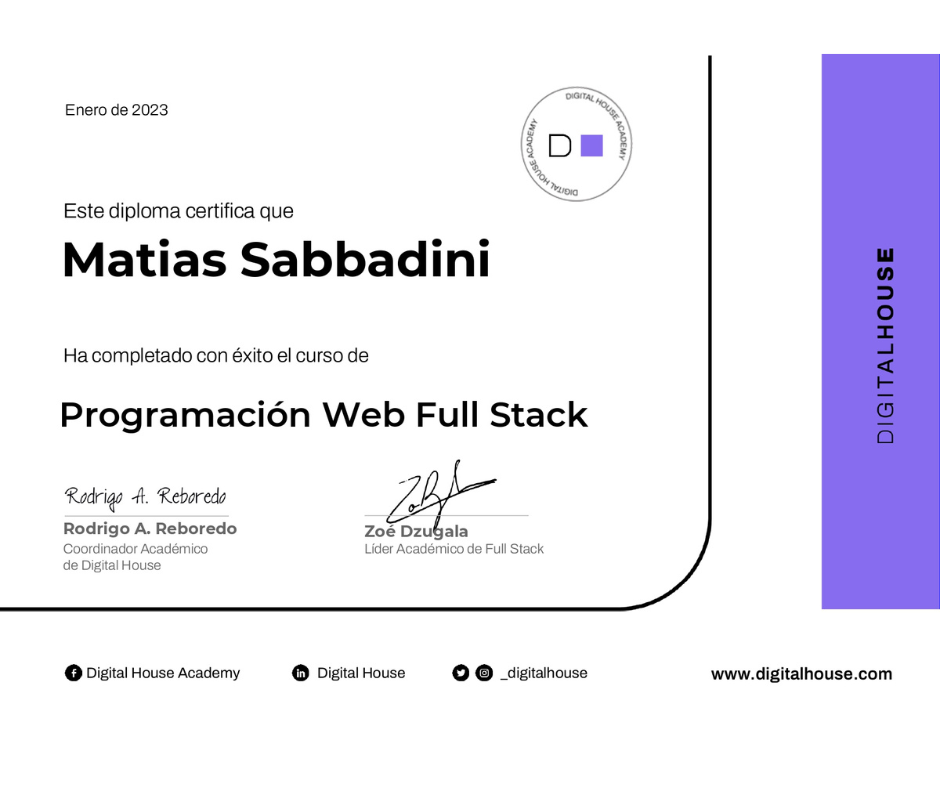 Enero de 2023
DIGITAL HOUSE ACADEMY
DIGITAL HOUSE ACADEMY
D
Este diploma certifica que
Matias Sabbadini
Ha completado con éxito el curso de
Programación Web Full Stack
Rodrigo A. Reboredo
Rodrigo A. Reboredo
Coordinador Académico
de Digital House
Zoé Dzugala
Líder Académico de Full Stack
DIGITALHOUSE
Digital House Academy
Digital House
_digitalhouse
www.digitalhouse.com